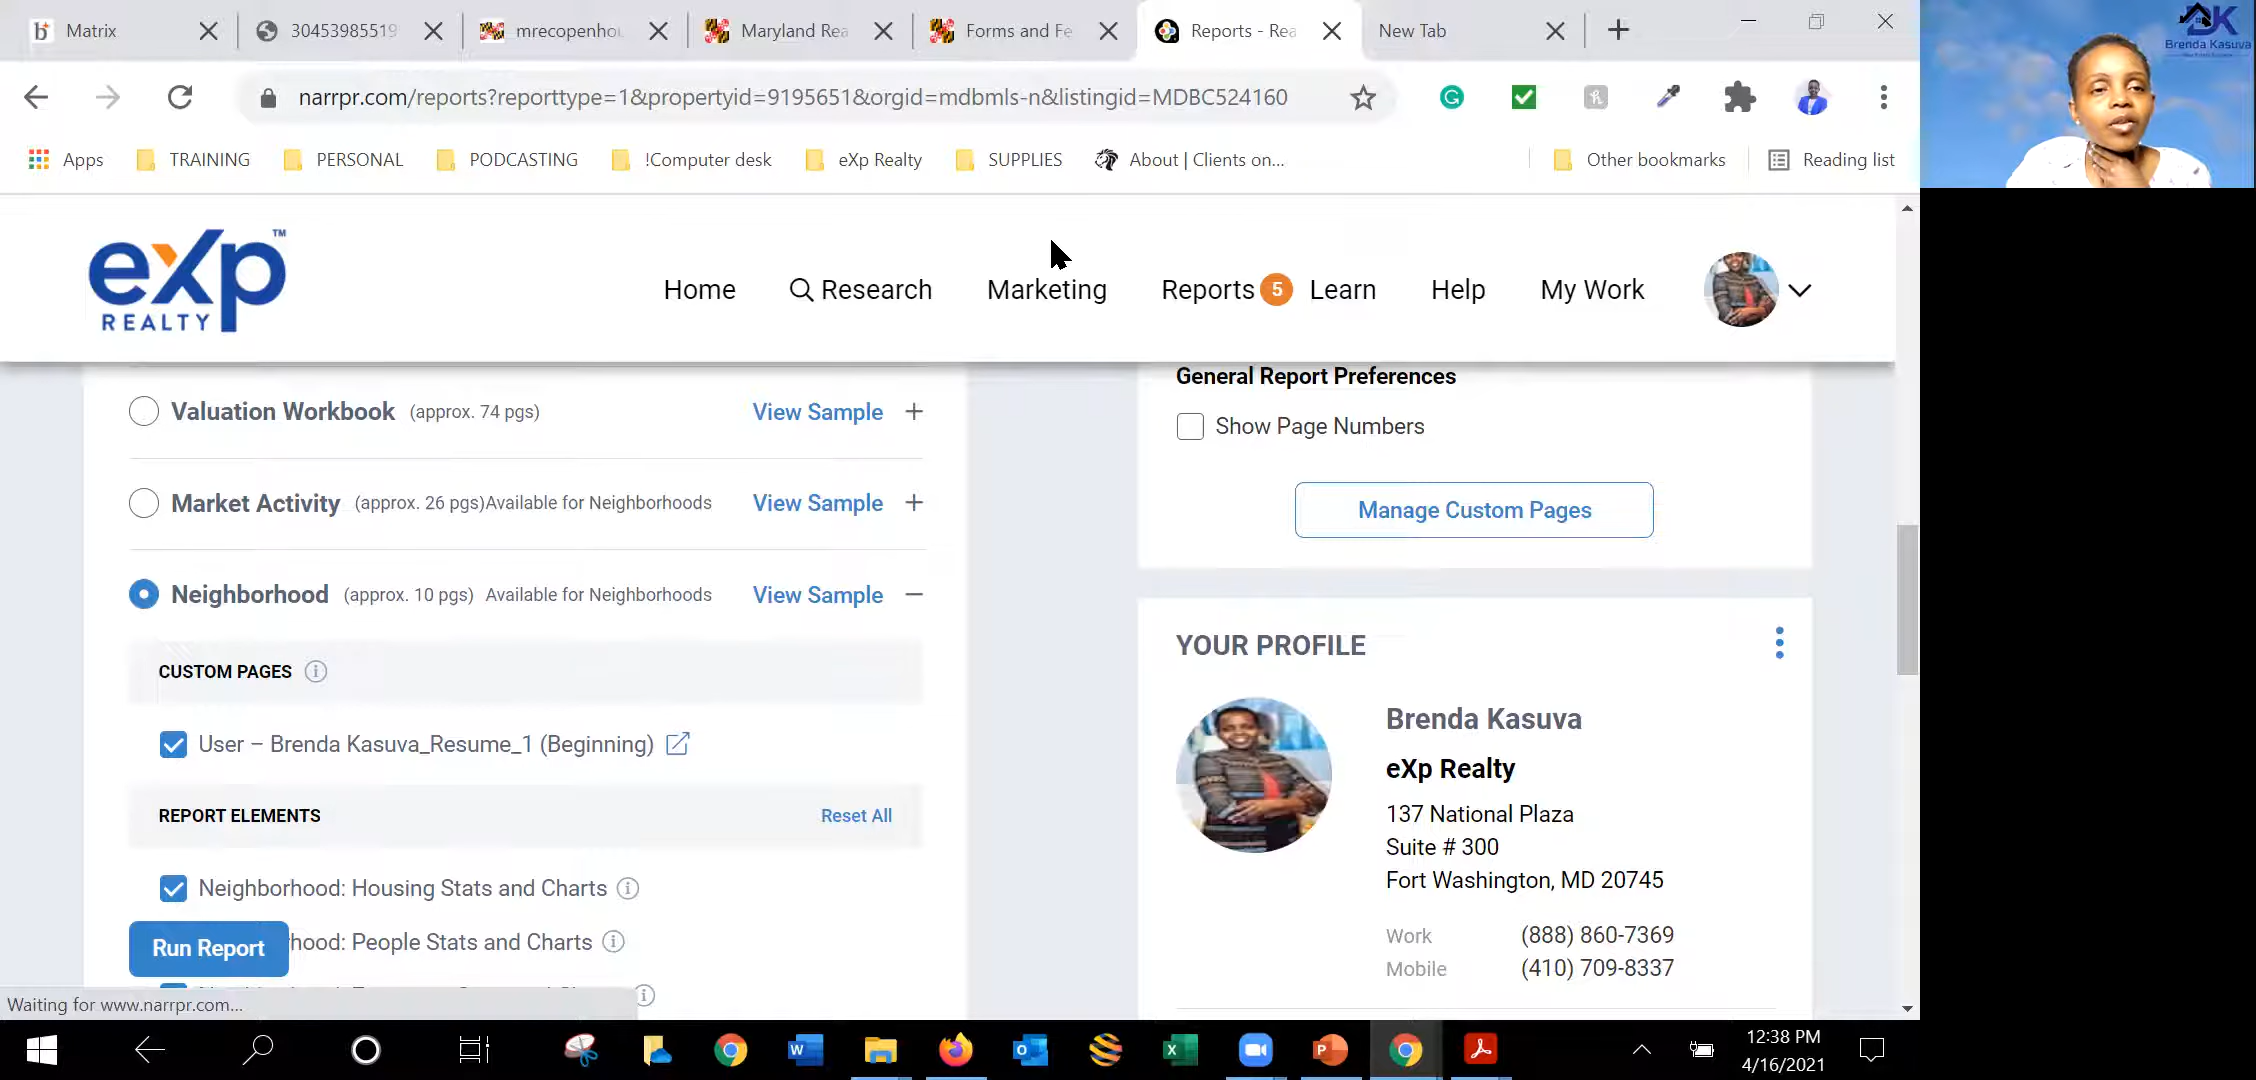 Matrix
30453985519
mrecopenhou
Maryland Rea
Forms and Fe
Reports - Rea
New Tab
narrpr.com/reports?reporttype=1&propertyid=9195651&orgid=mdbmls-n&listingid=MDBC524160
Apps
TRAINING
PERSONAL
PODCASTING
!Computer desk
eXp Realty
SUPPLIES
About | Clients on...
Other bookmarks
Reading list
Brenda Kasuva
eXp
REALTY
TM
Home
Research
Marketing
Reports 5
Learn
Help
My Work
Valuation Workbook (approx. 74 pgs) View Sample
Market Activity (approx. 26 pgs)Available for Neighborhoods View Sample
Neighborhood (approx. 10 pgs) Available for Neighborhoods View Sample
CUSTOM PAGES
User – Brenda Kasuva_Resume_1 (Beginning)
REPORT ELEMENTS Reset All
Neighborhood: Housing Stats and Charts
hood: People Stats and Charts
Run Report
Waiting for www.narrpr.com...
General Report Preferences
Show Page Numbers
Manage Custom Pages
YOUR PROFILE
Brenda Kasuva
eXp Realty
137 National Plaza
Suite # 300
Fort Washington, MD 20745
Work (888) 860-7369
Mobile (410) 709-8337
12:38 PM
4/16/2021